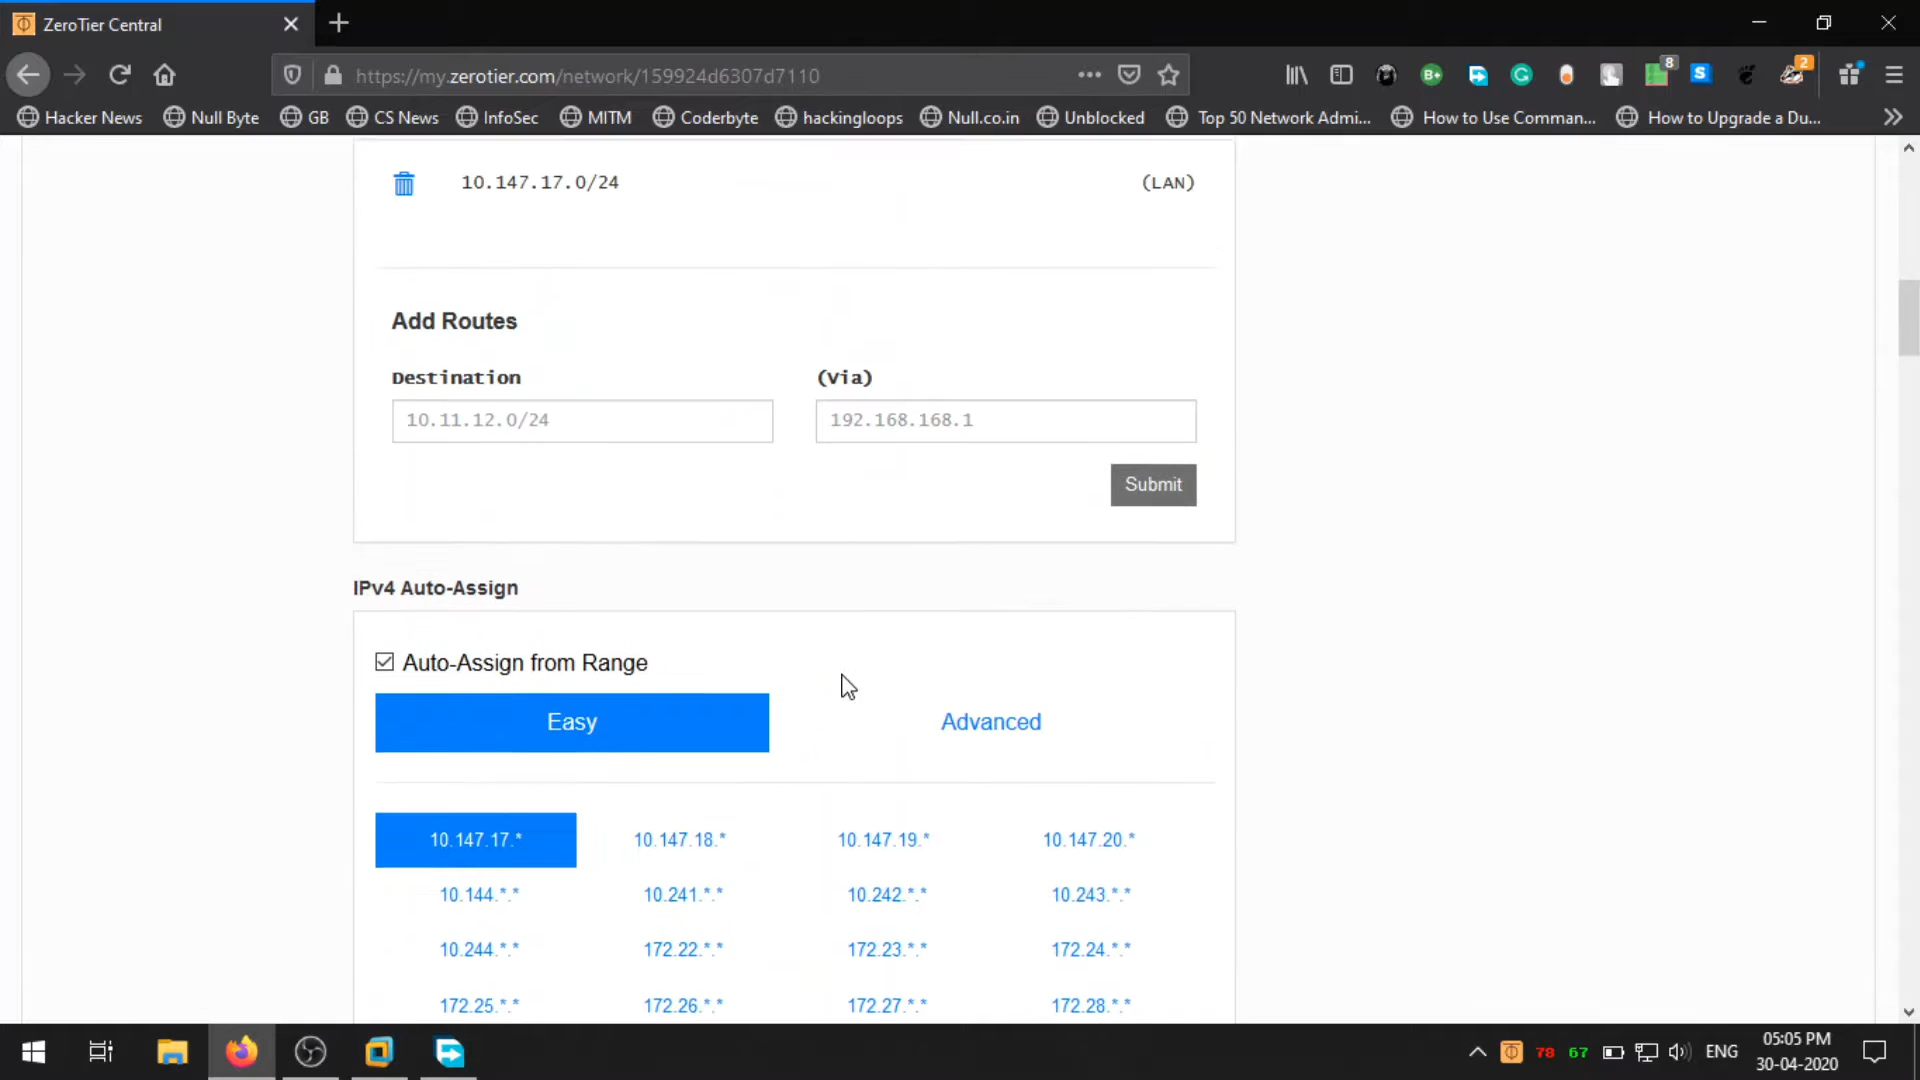 ZeroTier Central
https://my.zerotier.com/network/159924d6307d7110
B+
8
S
2
Hacker News
Null Byte
GB
CS News
InfoSec
MITM
Coderbyte
hackingloops
Null.co.in
Unblocked
Top 50 Network Admi...
How to Use Comman...
How to Upgrade a Du...
10.147.17.0/24
(LAN)
Add Routes
Destination
(Via)
10.11.12.0/24
192.168.168.1
Submit
IPv4 Auto-Assign
Auto-Assign from Range
Easy
Advanced
10.147.17.*
10.147.18.*
10.147.19.*
10.147.20.*
10.144.*.*
10.241.*.*
10.242.*.*
10.243.*.*
10.244.*.*
172.22.*.*
172.23.*.*
172.24.*.*
172.25.*.*
172.26.*.*
172.27.*.*
172.28.*.*
78
67
ENG
05:05 PM
30-04-2020